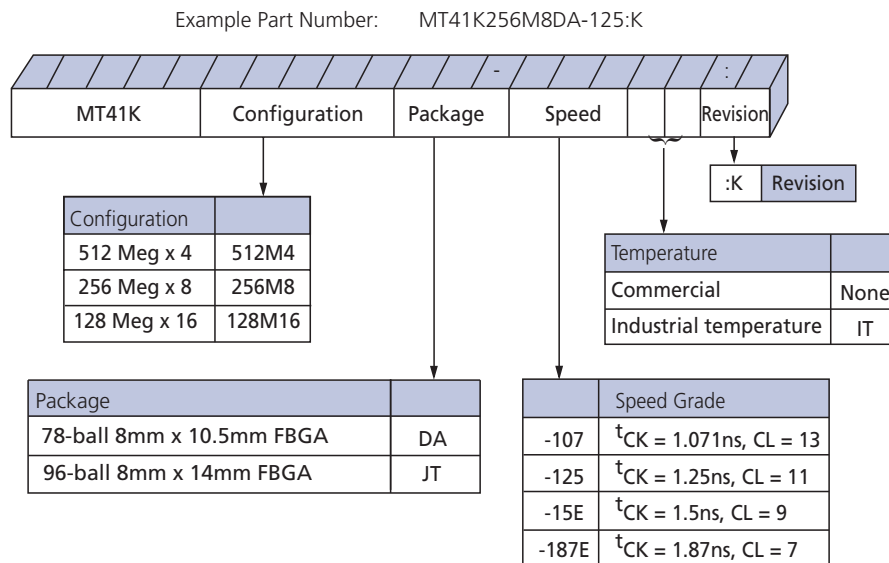 Example Part Number: MT41K256M8DA-125:K
- :
MT41K Configuration Package Speed Revision
:K Revision
Configuration
512 Meg x 4 512M4
256 Meg x 8 256M8
128 Meg x 16 128M16
Temperature
Commercial None
Industrial temperature IT
Package
78-ball 8mm x 10.5mm FBGA DA
96-ball 8mm x 14mm FBGA JT
Speed Grade
-107 tCK = 1.071ns, CL = 13
-125 tCK = 1.25ns, CL = 11
-15E tCK = 1.5ns, CL = 9
-187E tCK = 1.87ns, CL = 7